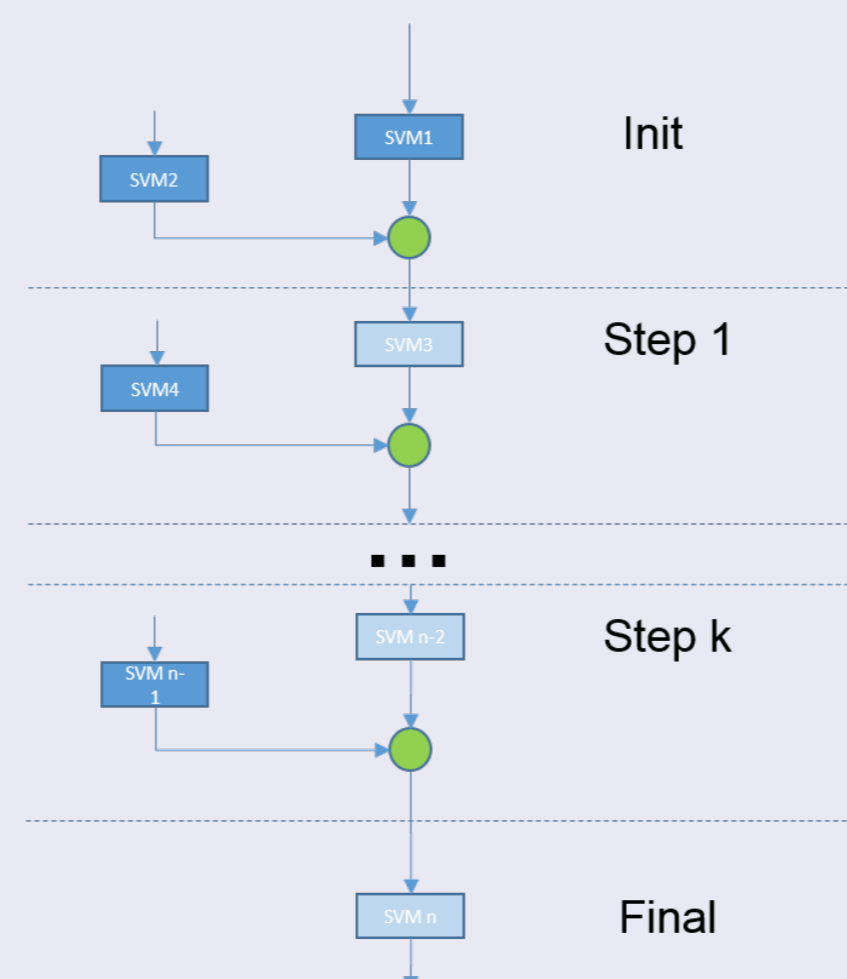 SVM1
Init
SVM2
SVM3
Step 1
SVM4
...
SVM n-2
Step k
SVM n-
1
SVM n
Final